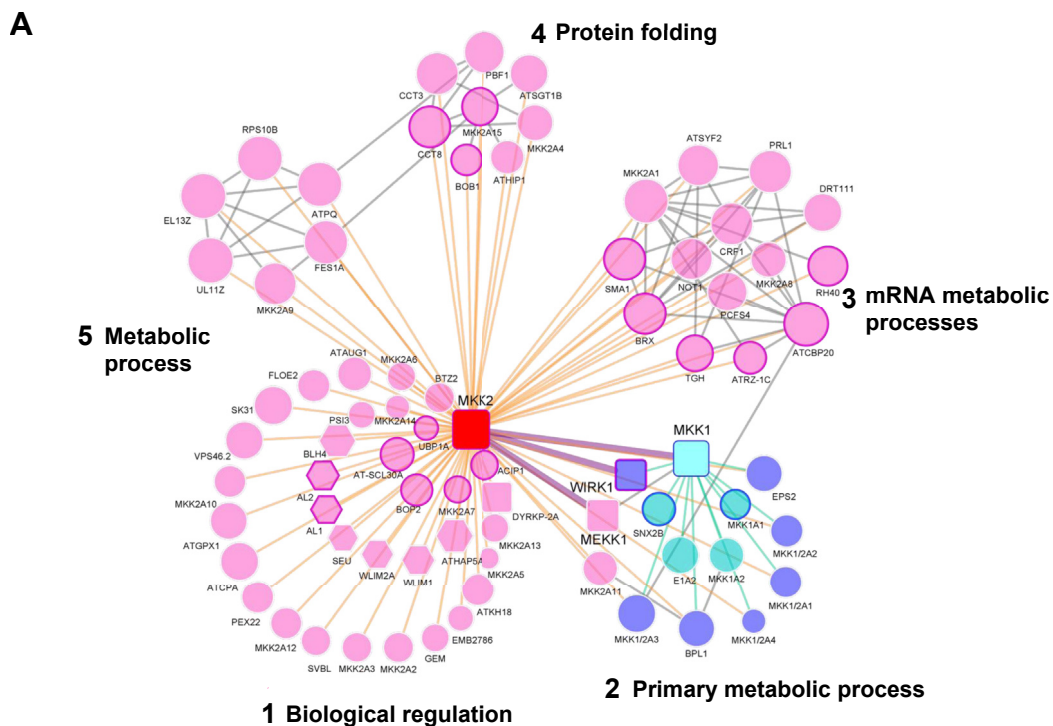 A
4 Protein folding
PBF1
CCT3
ATSGT1B
MKK2A15
CCT8
MKK2A4
BOB1
ATHIP1
RPS10B
EL13Z
ATPQ
UL11Z
FES1A
MKK2A9
ATSYF2
PRL1
MKK2A1
DRT111
CRF1
SMA1
NOT1
MKK2A8
RH40
PCFS4
BRX
ATCBP20
TGH
ATRZ-1C
3 mRNA metabolic
processes
5 Metabolic
process
ATAUG1
MKK2A6
FLOE2
BTZ2
SK31
PSI3
MKK2A14
MKK2
UBP1A
VPS46.2
BLH4
AT-SCL30A
ACIP1
MKK2A10
AL2
BOP2
MKK2A7
DYRKP-2A
ATGPX1
AL1
SEU
WLIM2A
WLIM1
ATHAP5A
MKK2A13
MKK2A5
ATCPA
ATKH18
PEX22
EMB2786
MKK2A12
SVBL
MKK2A3
MKK2A2
GEM
MKK1
WIRK1
EPS2
MEKK1
SNX2B
MKK1A1
MKK1/2A2
MKK2A11
E1A2
MKK1A2
MKK1/2A1
MKK1/2A3
BPL1
MKK1/2A4
1 Biological regulation
2 Primary metabolic process